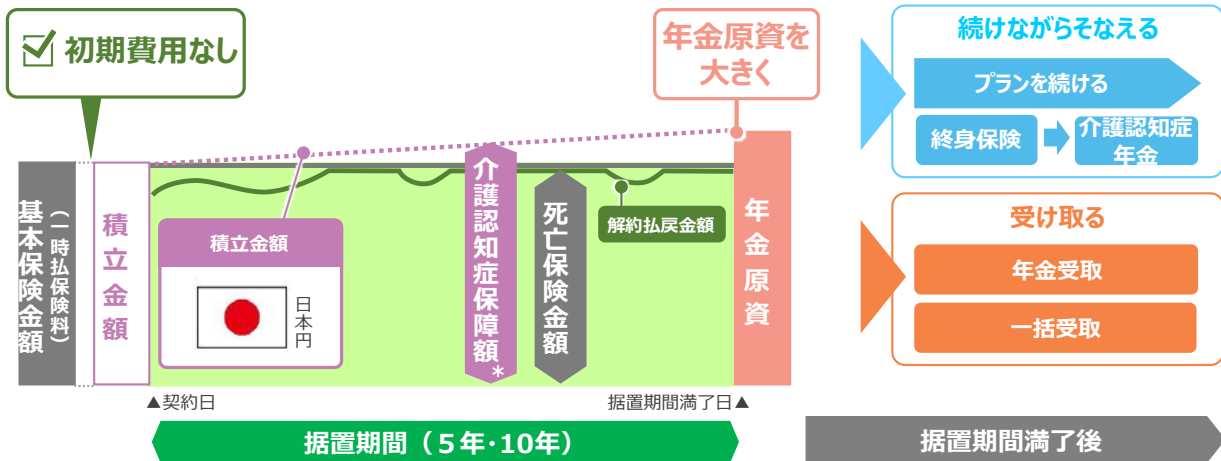 初期費用なし
年金原資を
大きく
基本保険金額
（一時払保険料）
積立金額
積立金額
日本円
介護認知症保障額*
死亡保険金額
解約払戻金額
年金原資
▲契約日
据置期間満了日▲
据置期間（５年・10年）
続けながらそなえる
プランを続ける
終身保険
介護認知症
年金
受け取る
年金受取
一括受取
据置期間満了後